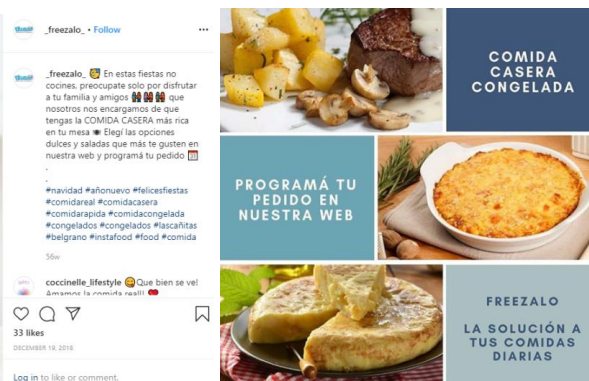 _freezalo_ • Follow
_freezalo_ En estas fiestas no
cocines, preocupate solo por disfrutar
a tu familia y amigos que
nosotros nos encargamos de que
tengas la COMIDA CASERA más rica
en tu mesa Elegí las opciones
dulces y saladas que más te gusten en
nuestra web y programá tu pedido
.
.
#navidad #añonuevo #felicesfiestas
#comidareal #comidacasera
#comidarapida #comidacongelada
#congelados #congelados #lascañitas
#belgrano #instafood #food #comida
56w
coccinelle_lifestyle Que bien se ve!
Amamos la comida real!!
33 likes
DECEMBER 19, 2016
Log in to like or comment.
COMIDA
CASERA
CONGELADA
PROGRAMÁ TU
PEDIDO EN
NUESTRA WEB
FREEZALO
LA SOLUCIÓN A
TUS COMIDAS
DIARIAS